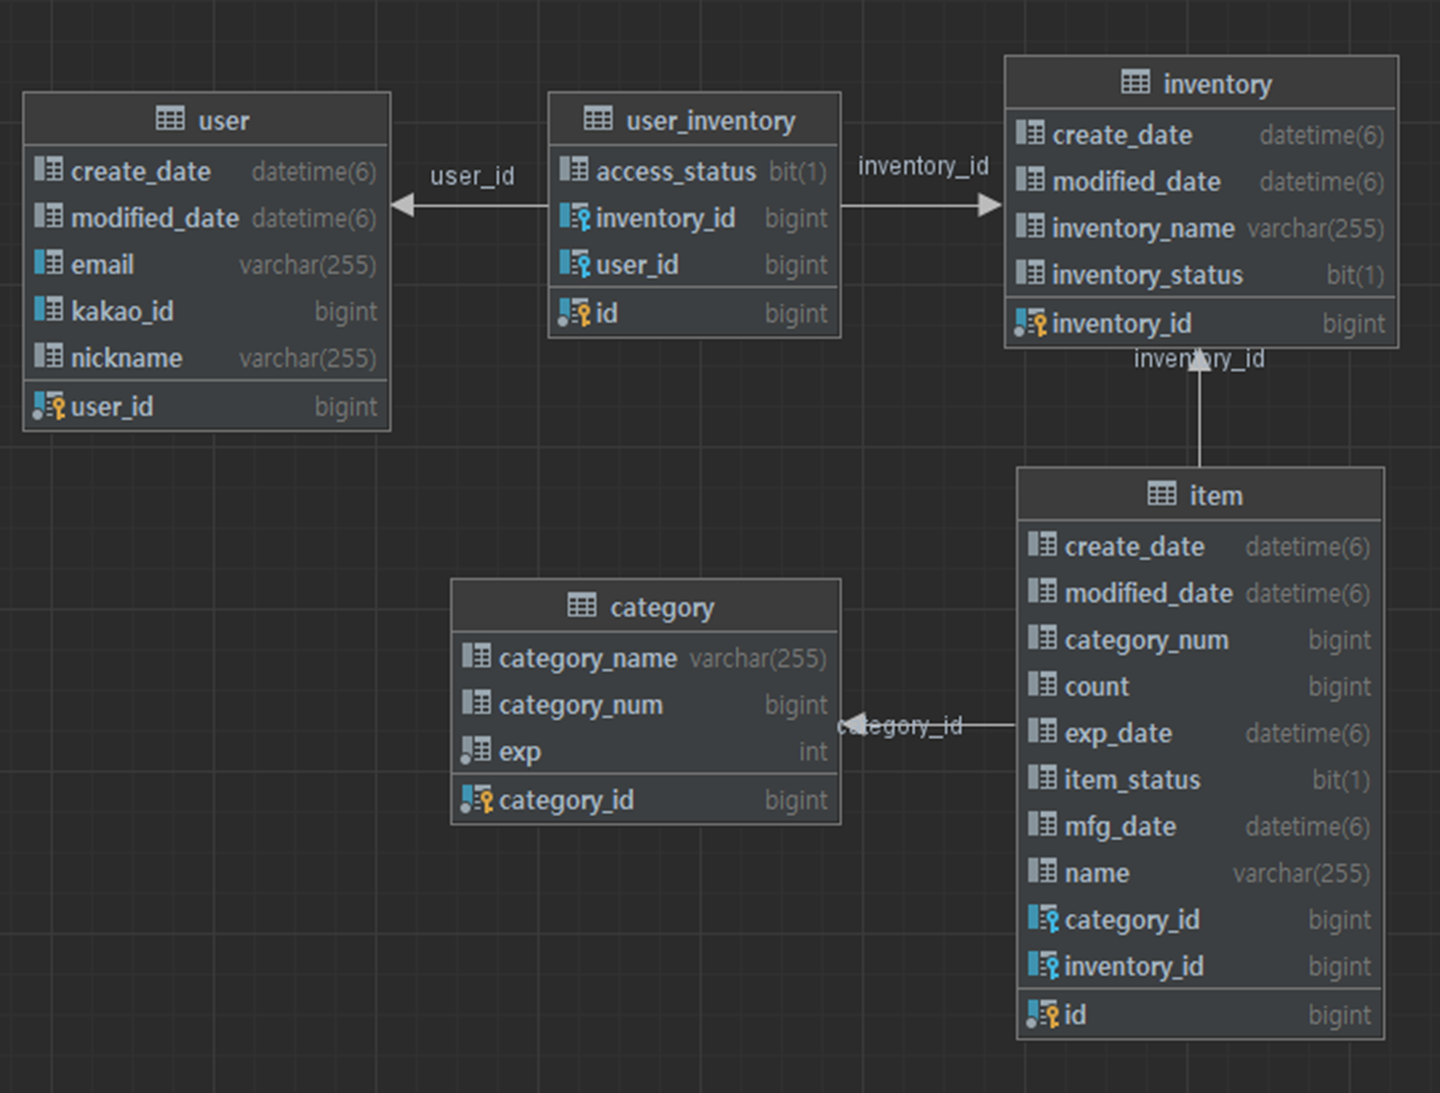 user
create_date datetime(6)
modified_date datetime(6)
email varchar(255)
kakao_id bigint
nickname varchar(255)
user_id bigint
user_id
user_inventory
access_status bit(1)
inventory_id bigint
user_id bigint
id bigint
inventory_id
inventory
create_date datetime(6)
modified_date datetime(6)
inventory_name varchar(255)
inventory_status bit(1)
inventory_id bigint
inventory_id
category
category_name varchar(255)
category_num bigint
exp int
category_id bigint
category_id
item
create_date datetime(6)
modified_date datetime(6)
category_num bigint
count bigint
exp_date datetime(6)
item_status bit(1)
mfg_date datetime(6)
name varchar(255)
category_id bigint
inventory_id bigint
id bigint